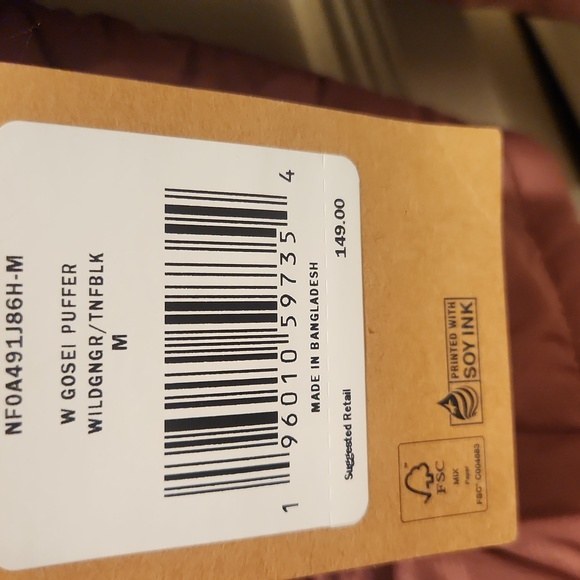 NF0A491J86H-M
W GOSEI PUFFER
WILDGNGR/TNFBLK
M
1 96010 59735 4
MADE IN BANGLADESH
Suggested Retail 149.00
PRINTED WITH
SOY INK
FSC
MIX
Paper